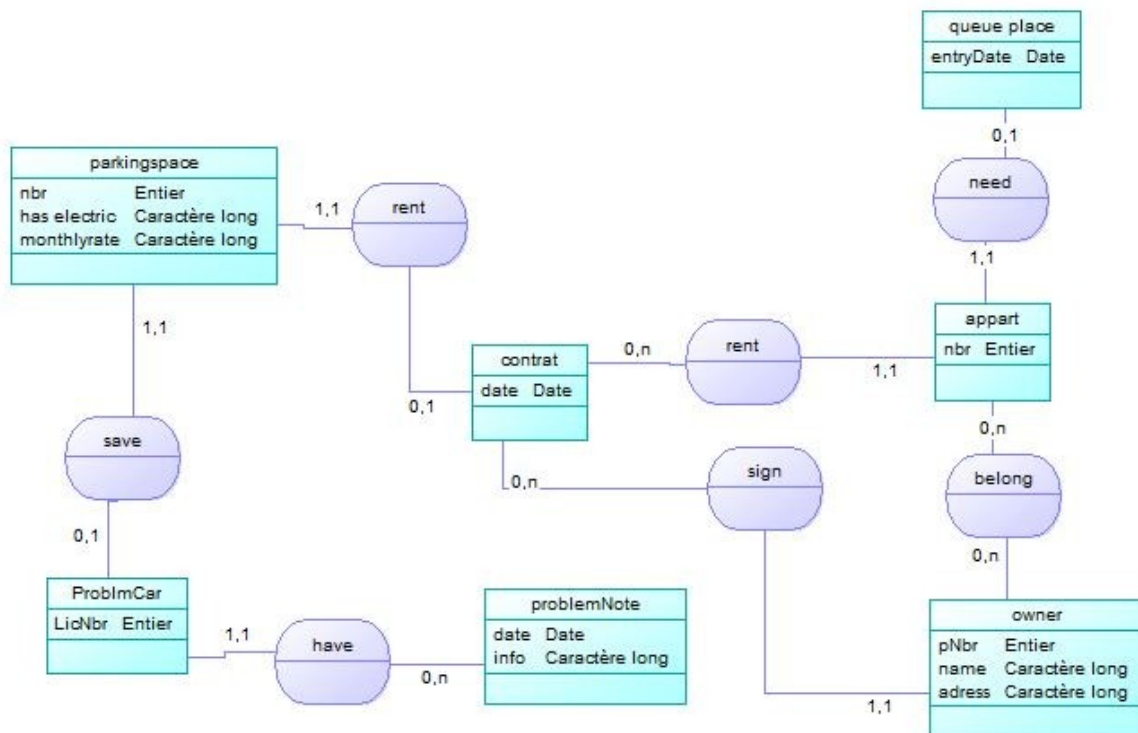 queue place
entryDate Date
0,1
need
1,1
parkingspace
nbr Entier
has electric Caractère long
monthlyrate Caractère long
1,1
rent
0,1
contrat
date Date
0,n
rent
1,1
appart
nbr Entier
1,1
save
0,1
0,n
sign
1,1
0,n
belong
0,n
ProblmCar
LicNbr Entier
1,1
have
0,n
problemNote
date Date
info Caractère long
owner
pNbr Entier
name Caractère long
adress Caractère long